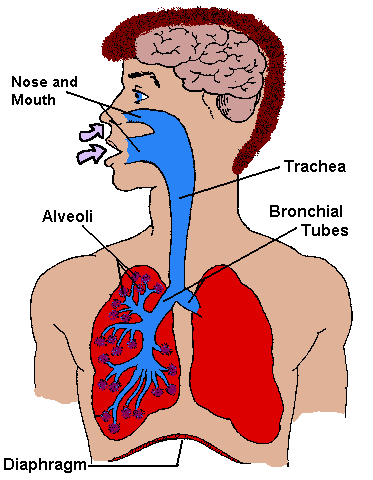 Nose and
Mouth
Trachea
Alveoli
Bronchial
Tubes
Diaphragm